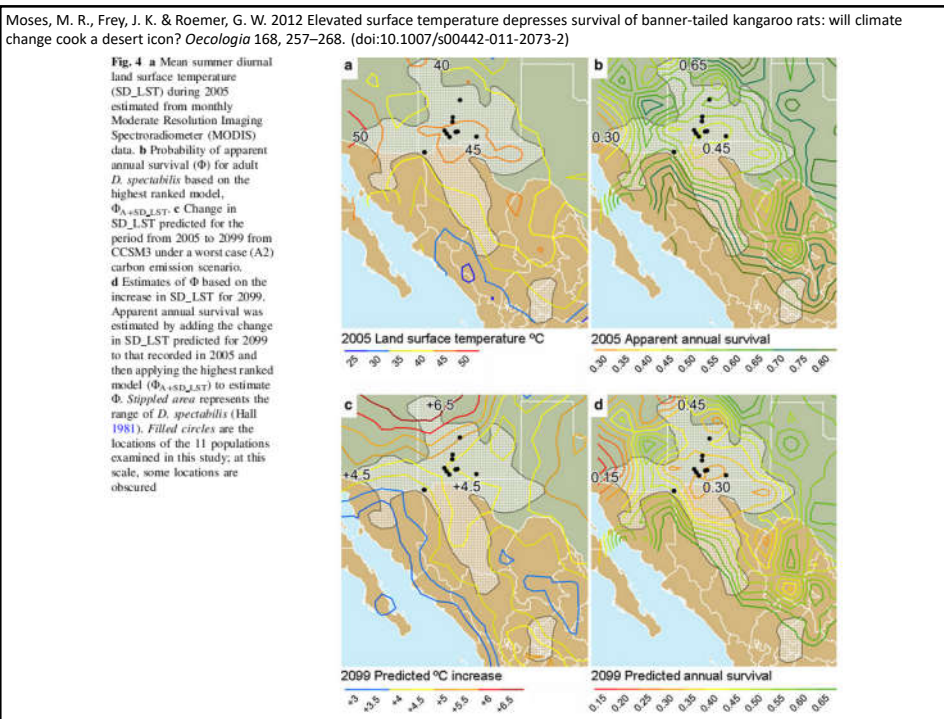 Moses, M. R., Frey, J. K. & Roemer, G. W. 2012 Elevated surface temperature depresses survival of banner-tailed kangaroo rats: will climate
change cook a desert icon? Oecologia 168, 257–268. (doi:10.1007/s00442-011-2073-2)
Fig. 4 a Mean summer diurnal
land surface temperature
(SD_LST) during 2005
estimated from monthly
Moderate Resolution Imaging
Spectroradiometer (MODIS)
data. b Probability of apparent
annual survival (Φ) for adult
D. spectabilis based on the
highest ranked model,
ΦA+SD_LST. c Change in
SD_LST predicted for the
period from 2005 to 2099 from
CCSM3 under a worst case (A2)
carbon emission scenario.
d Estimates of Φ based on the
increase in SD_LST for 2099.
Apparent annual survival was
estimated by adding the change
in SD_LST predicted for 2099
to that recorded in 2005 and
then applying the highest ranked
model (ΦA+SD_LST) to estimate
Φ. Stippled area represents the
range of D. spectabilis (Hall
1981). Filled circles are the
locations of the 11 populations
examined in this study; at this
scale, some locations are
obscured
a
40
50
45
2005 Land surface temperature ºC
25 30 35 40 45 50
b
0.65
0.30
0.45
2005 Apparent annual survival
0.30 0.35 0.40 0.45 0.50 0.55 0.60 0.65 0.70 0.75 0.80
c
+6.5
+4.5
+4.5
2099 Predicted ºC increase
+3 +3.5 +4 +4.5 +5 +5.5 +6 +6.5
d
0.45
0.15
0.30
2099 Predicted annual survival
0.15 0.20 0.25 0.30 0.35 0.40 0.45 0.50 0.55 0.60 0.65